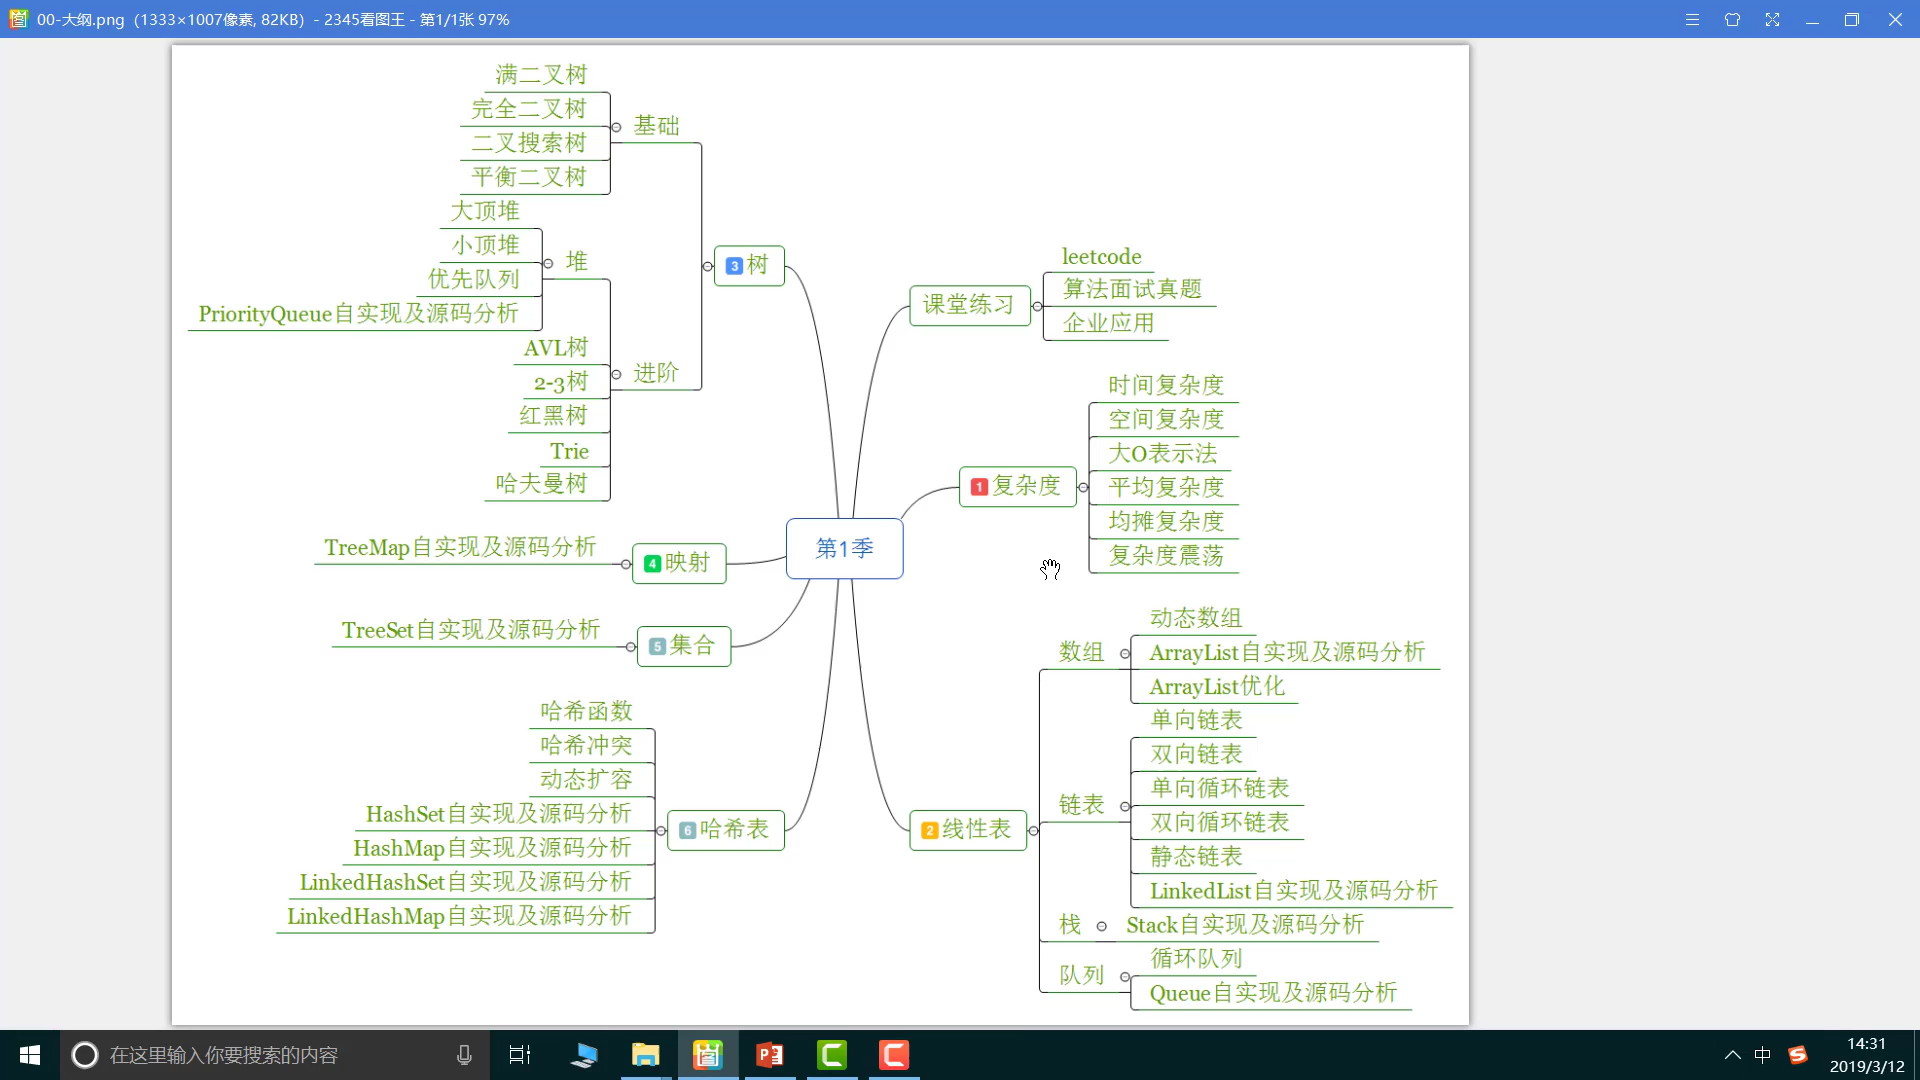 00-大纲.png（1333×1007像素, 82KB）- 2345看图王 - 第1/1张 97%
满二叉树
完全二叉树
二叉搜索树
平衡二叉树
基础
大顶堆
小顶堆
优先队列
PriorityQueue自实现及源码分析
堆
AVL树
2-3树
红黑树
Trie
哈夫曼树
进阶
3 树
TreeMap自实现及源码分析
4 映射
TreeSet自实现及源码分析
5 集合
哈希函数
哈希冲突
动态扩容
HashSet自实现及源码分析
HashMap自实现及源码分析
LinkedHashSet自实现及源码分析
LinkedHashMap自实现及源码分析
6 哈希表
第1季
课堂练习
leetcode
算法面试真题
企业应用
1 复杂度
时间复杂度
空间复杂度
大O表示法
平均复杂度
均摊复杂度
复杂度震荡
2 线性表
数组
动态数组
ArrayList自实现及源码分析
ArrayList优化
链表
单向链表
双向链表
单向循环链表
双向循环链表
静态链表
LinkedList自实现及源码分析
栈
Stack自实现及源码分析
队列
循环队列
Queue自实现及源码分析
在这里输入你要搜索的内容
中
14:31
2019/3/12